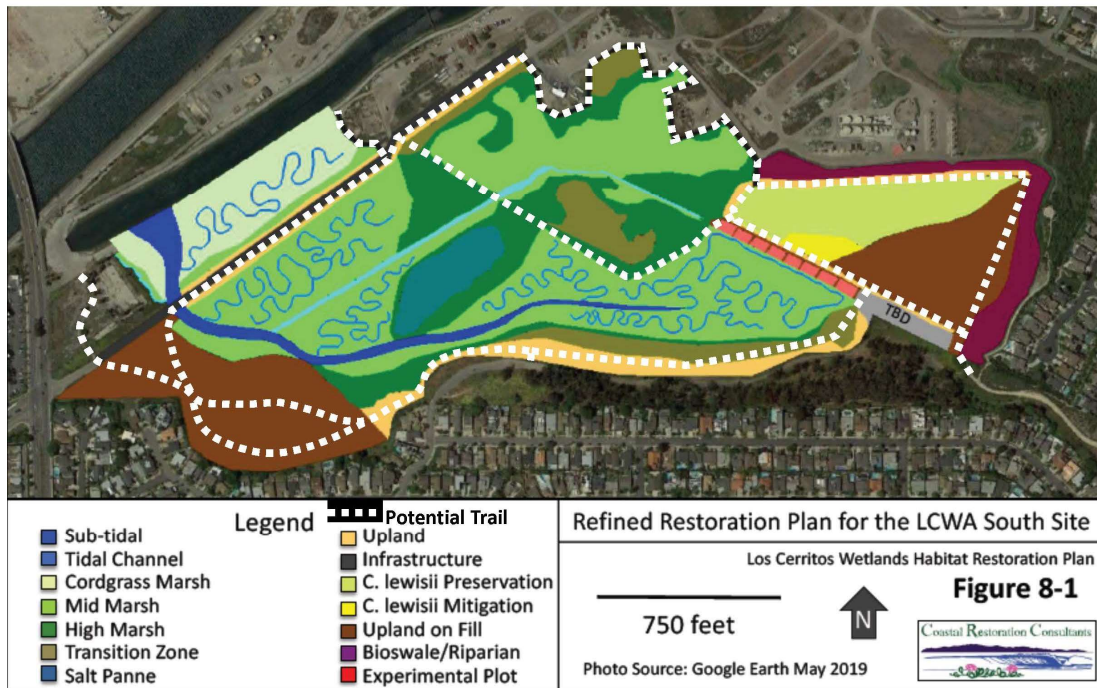 TBD
Legend
Potential Trail
Sub-tidal
Tidal Channel
Cordgrass Marsh
Mid Marsh
High Marsh
Transition Zone
Salt Panne
Upland
Infrastructure
C. lewisii Preservation
C. lewisii Mitigation
Upland on Fill
Bioswale/Riparian
Experimental Plot
Refined Restoration Plan for the LCWA South Site
Los Cerritos Wetlands Habitat Restoration Plan
Figure 8-1
750 feet
N
Photo Source: Google Earth May 2019
Coastal Restoration Consultants